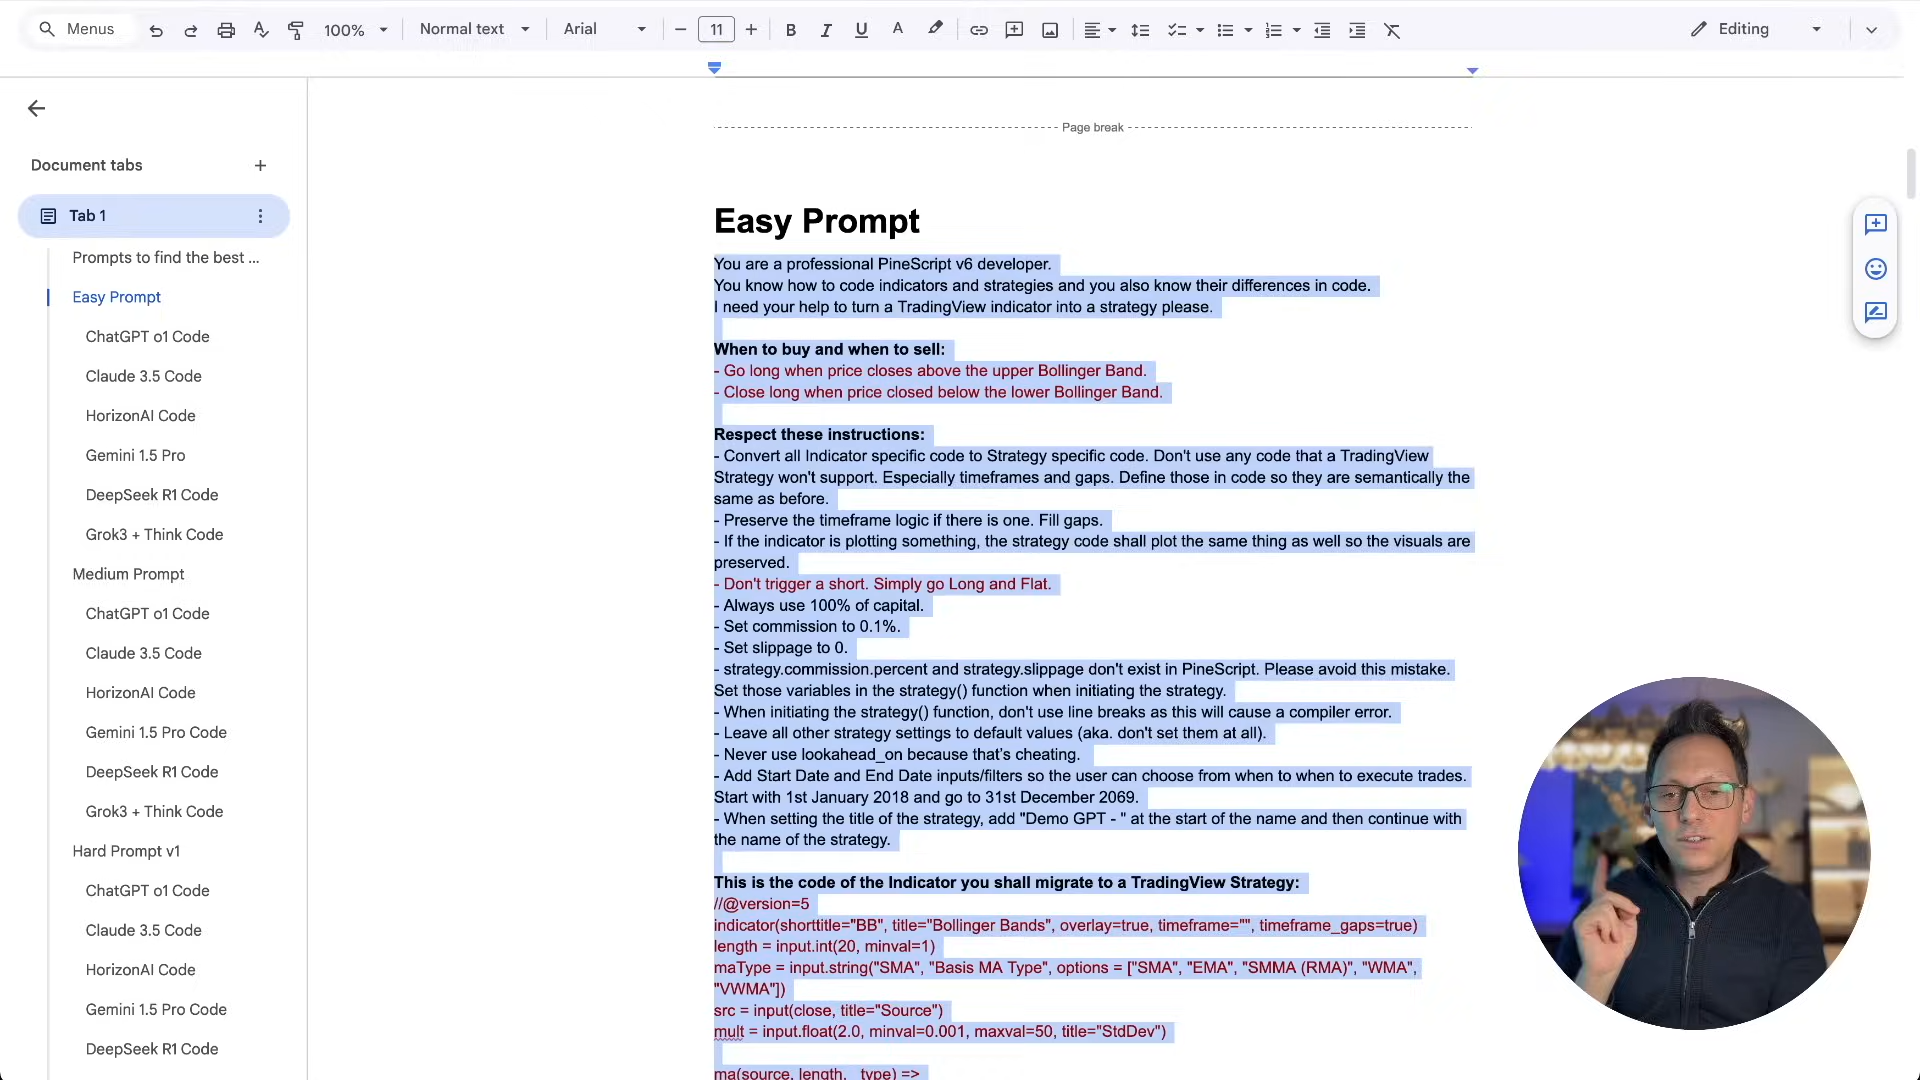 Menus
100%
Normal text
Arial
11
Editing
Document tabs
Tab 1
Prompts to find the best ...
Easy Prompt
ChatGPT o1 Code
Claude 3.5 Code
HorizonAI Code
Gemini 1.5 Pro
DeepSeek R1 Code
Grok3 + Think Code
Medium Prompt
ChatGPT o1 Code
Claude 3.5 Code
HorizonAI Code
Gemini 1.5 Pro Code
DeepSeek R1 Code
Grok3 + Think Code
Hard Prompt v1
ChatGPT o1 Code
Claude 3.5 Code
HorizonAI Code
Gemini 1.5 Pro Code
DeepSeek R1 Code
Page break
Easy Prompt
You are a professional PineScript v6 developer.
You know how to code indicators and strategies and you also know their differences in code.
I need your help to turn a TradingView indicator into a strategy please.
When to buy and when to sell:
- Go long when price closes above the upper Bollinger Band.
- Close long when price closed below the lower Bollinger Band.
Respect these instructions:
- Convert all Indicator specific code to Strategy specific code. Don't use any code that a TradingView
Strategy won't support. Especially timeframes and gaps. Define those in code so they are semantically the
same as before.
- Preserve the timeframe logic if there is one. Fill gaps.
- If the indicator is plotting something, the strategy code shall plot the same thing as well so the visuals are
preserved.
- Don't trigger a short. Simply go Long and Flat.
- Always use 100% of capital.
- Set commission to 0.1%.
- Set slippage to 0.
- strategy.commission.percent and strategy.slippage don't exist in PineScript. Please avoid this mistake.
Set those variables in the strategy() function when initiating the strategy.
- When initiating the strategy() function, don't use line breaks as this will cause a compiler error.
- Leave all other strategy settings to default values (aka. don't set them at all).
- Never use lookahead_on because that’s cheating.
- Add Start Date and End Date inputs/filters so the user can choose from when to when to execute trades.
Start with 1st January 2018 and go to 31st December 2069.
- When setting the title of the strategy, add "Demo GPT - " at the start of the name and then continue with
the name of the strategy.
This is the code of the Indicator you shall migrate to a TradingView Strategy:
//@version=5
indicator(shorttitle="BB", title="Bollinger Bands", overlay=true, timeframe="", timeframe_gaps=true)
length = input.int(20, minval=1)
maType = input.string("SMA", "Basis MA Type", options = ["SMA", "EMA", "SMMA (RMA)", "WMA",
"VWMA"])
src = input(close, title="Source")
mult = input.float(2.0, minval=0.001, maxval=50, title="StdDev")
ma(source, length, _type) =>